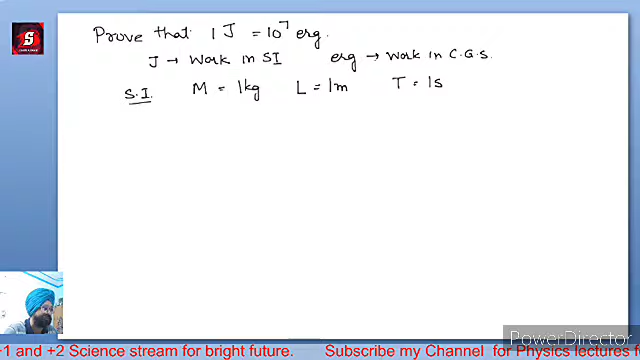 Prove that 1 J = 10⁷ erg.
J → Work in SI erg → Work in C.G.S.
S.I. M = 1kg L = 1m T = 1s
PowerDirector
+1 and +2 Science stream for bright future. Subscribe my Channel for Physics lectures f